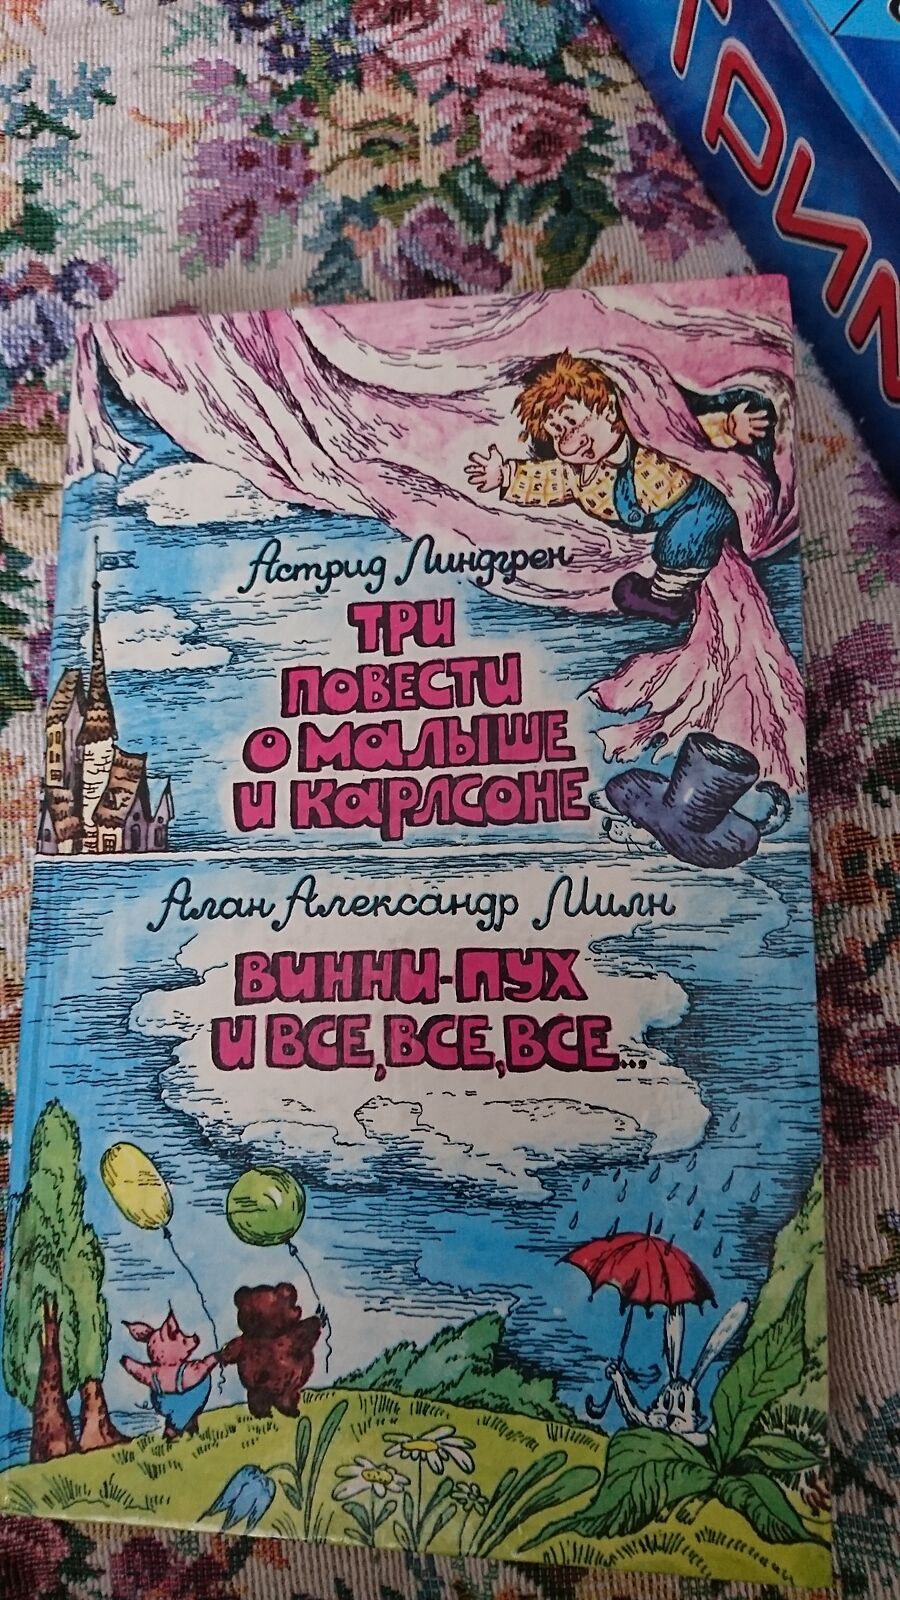 Астрид Линдгрен
ТРИ
ПОВЕСТИ
О МАЛЫШЕ
И КАРЛСОНЕ
Алан Александр Милн
ВИННИ-ПУХ
И ВСЕ, ВСЕ, ВСЕ...